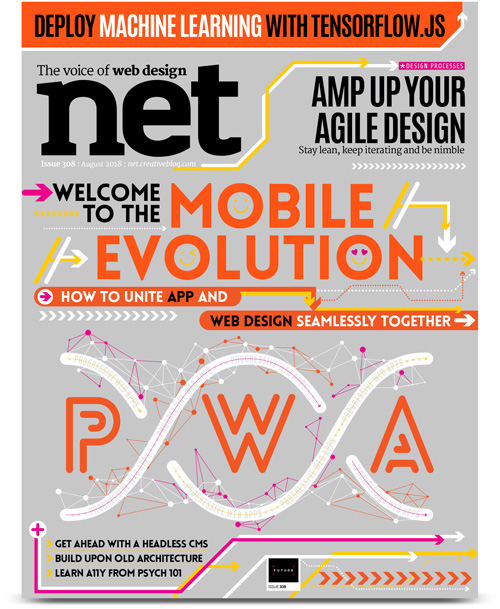 DEPLOY MACHINE LEARNING WITH TENSORFLOW.JS
The voice of web design
net
Issue 308 : August 2018 : net.creativebloq.com
DESIGN PROCESSES
AMP UP YOUR
AGILE DESIGN
Stay lean, keep iterating and be nimble
WELCOME
TO THE
MOBILE
EVOLUTION
HOW TO UNITE APP AND
WEB DESIGN SEAMLESSLY TOGETHER
PWA
GET AHEAD WITH A HEADLESS CMS
BUILD UPON OLD ARCHITECTURE
LEARN A11Y FROM PSYCH 101
FUTURE
ISSUE 308